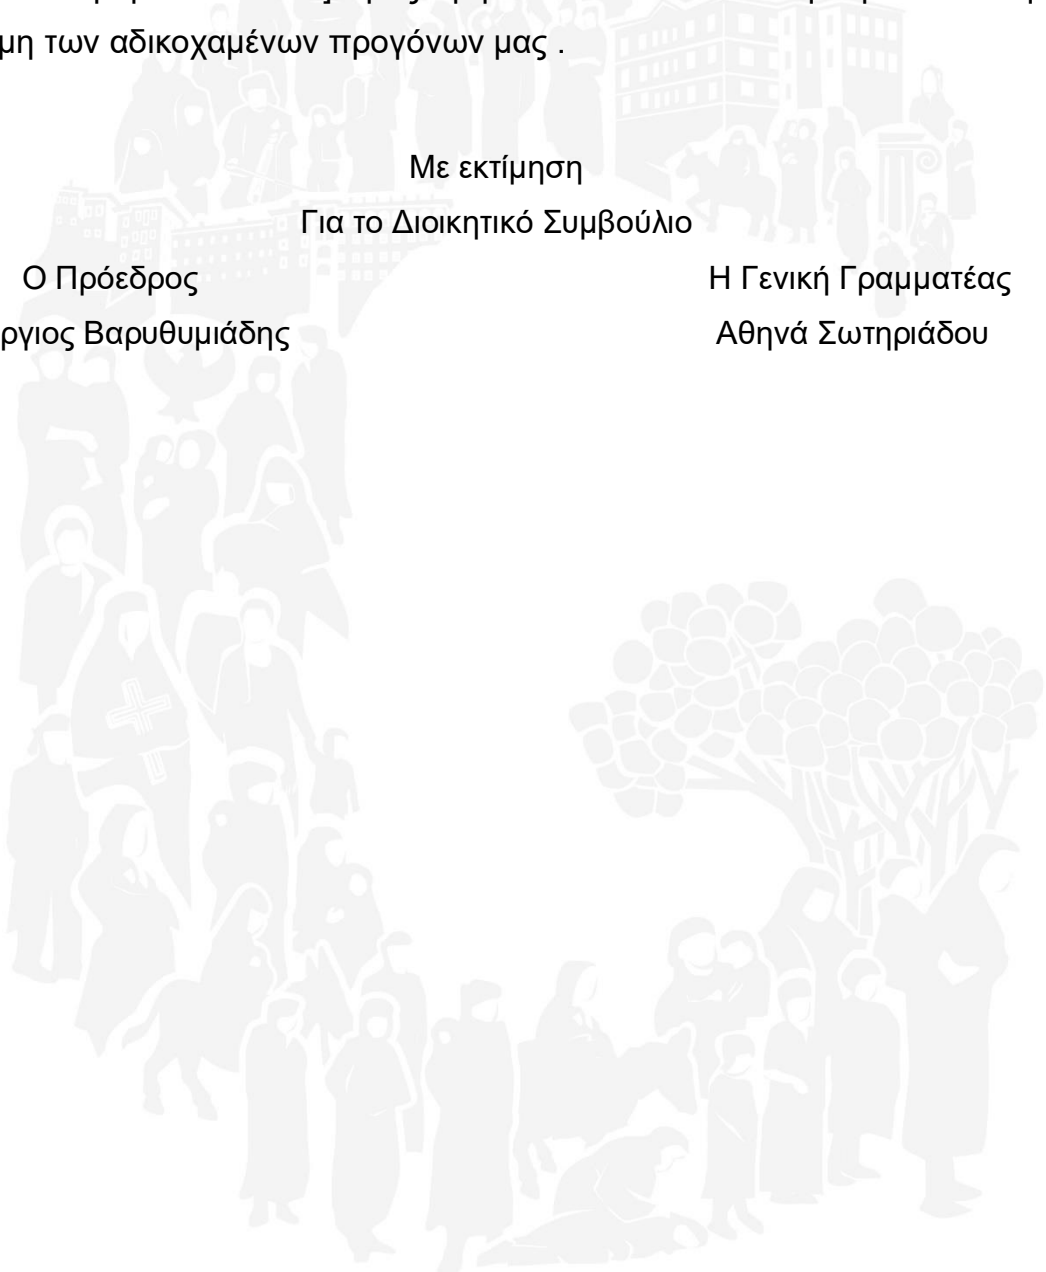 των αδικοχαμένων προγόνων μας .
Με εκτίμηση
Για το Διοικητικό Συμβούλιο
Ο Πρόεδρος Η Γενική Γραμματέας
Βαρυθυμιάδης Αθηνά Σωτηριάδου